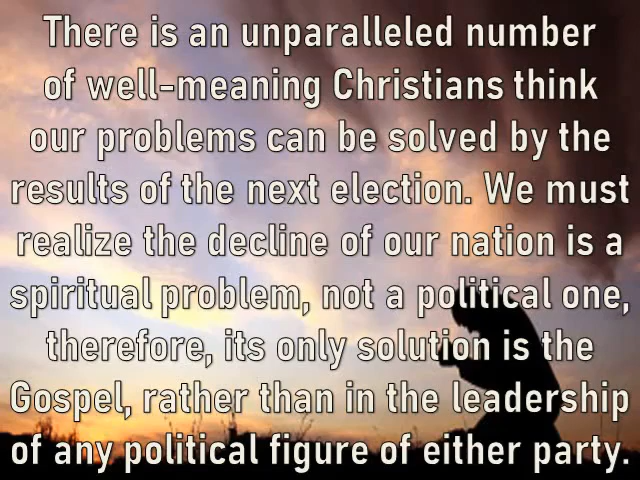 There is an unparalleled number
of well-meaning Christians think
our problems can be solved by the
results of the next election. We must
realize the decline of our nation is a
spiritual problem, not a political one,
therefore, its only solution is the
Gospel, rather than in the leadership
of any political figure of either party.